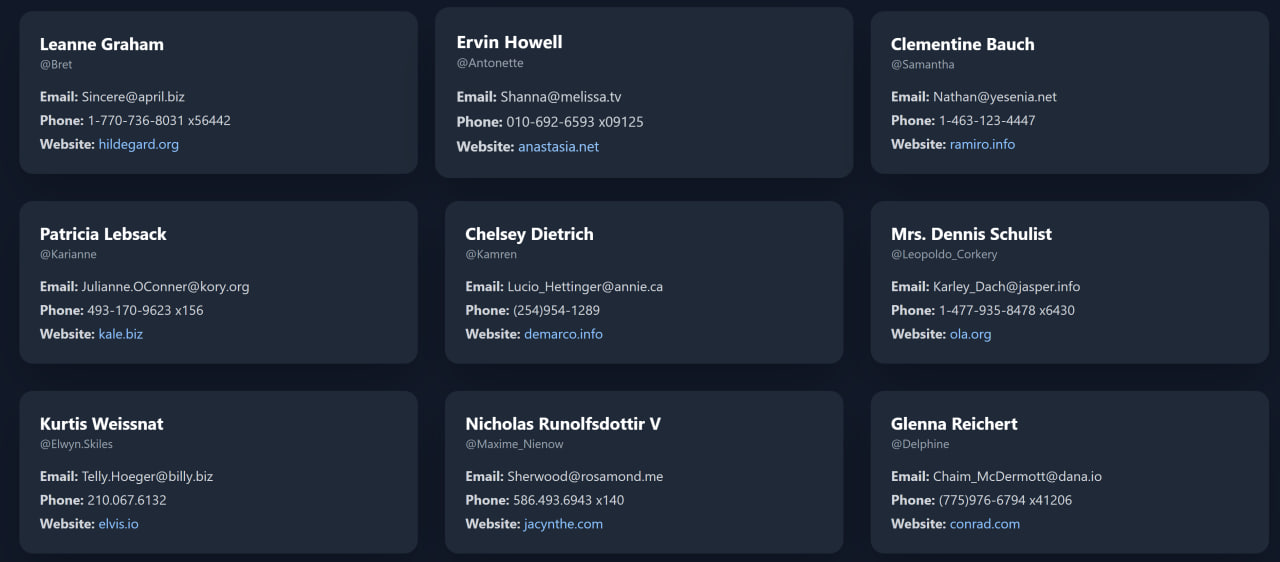 Leanne Graham
@Bret
Email: Sincere@april.biz
Phone: 1-770-736-8031 x56442
Website: hildegard.org
Ervin Howell
@Antonette
Email: Shanna@melissa.tv
Phone: 010-692-6593 x09125
Website: anastasia.net
Clementine Bauch
@Samantha
Email: Nathan@yesenia.net
Phone: 1-463-123-4447
Website: ramiro.info
Patricia Lebsack
@Karianne
Email: Julianne.OConner@kory.org
Phone: 493-170-9623 x156
Website: kale.biz
Chelsey Dietrich
@Kamren
Email: Lucio_Hettinger@annie.ca
Phone: (254)954-1289
Website: demarco.info
Mrs. Dennis Schulist
@Leopoldo_Corkery
Email: Karley_Dach@jasper.info
Phone: 1-477-935-8478 x6430
Website: ola.org
Kurtis Weissnat
@Elwyn.Skiles
Email: Telly.Hoeger@billy.biz
Phone: 210.067.6132
Website: elvis.io
Nicholas Runolfsdottir V
@Maxime_Nienow
Email: Sherwood@rosamond.me
Phone: 586.493.6943 x140
Website: jacynthe.com
Glenna Reichert
@Delphine
Email: Chaim_McDermott@dana.io
Phone: (775)976-6794 x41206
Website: conrad.com